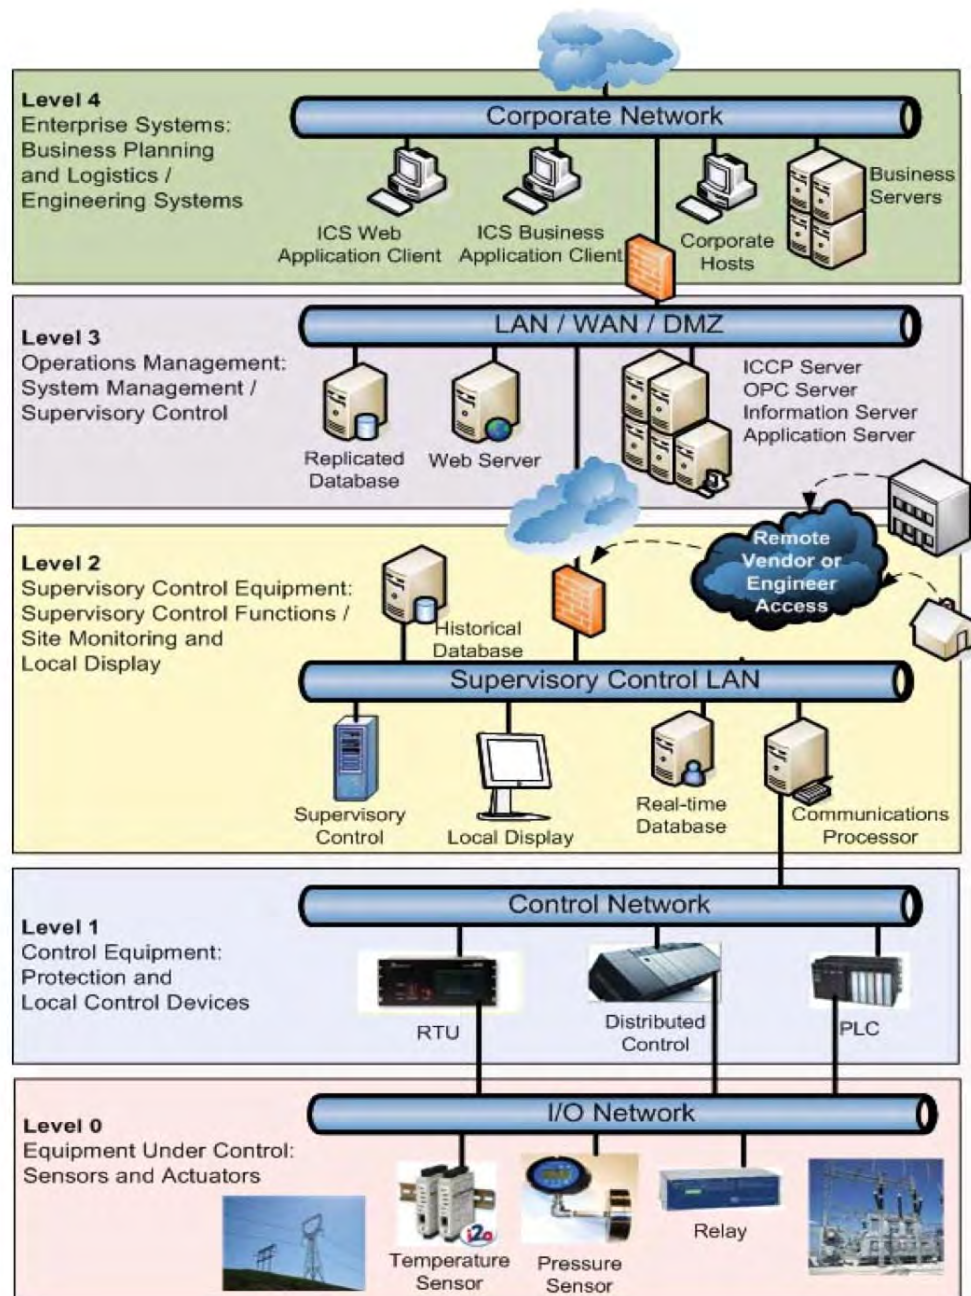 Level 4
Enterprise Systems:
Business Planning
and Logistics /
Engineering Systems
Corporate Network
ICS Web
Application Client
ICS Business
Application Client
Corporate
Hosts
Business
Servers
Level 3
Operations Management:
System Management /
Supervisory Control
LAN / WAN / DMZ
Replicated
Database
Web Server
ICCP Server
OPC Server
Information Server
Application Server
Level 2
Supervisory Control Equipment:
Supervisory Control Functions /
Site Monitoring and
Local Display
Remote
Vendor or
Engineer
Access
Historical
Database
Supervisory Control LAN
Supervisory
Control
Local Display
Real-time
Database
Communications
Processor
Level 1
Control Equipment:
Protection and
Local Control Devices
Control Network
RTU
Distributed
Control
PLC
Level 0
Equipment Under Control:
Sensors and Actuators
I/O Network
i2o
Temperature
Sensor
Pressure
Sensor
Relay